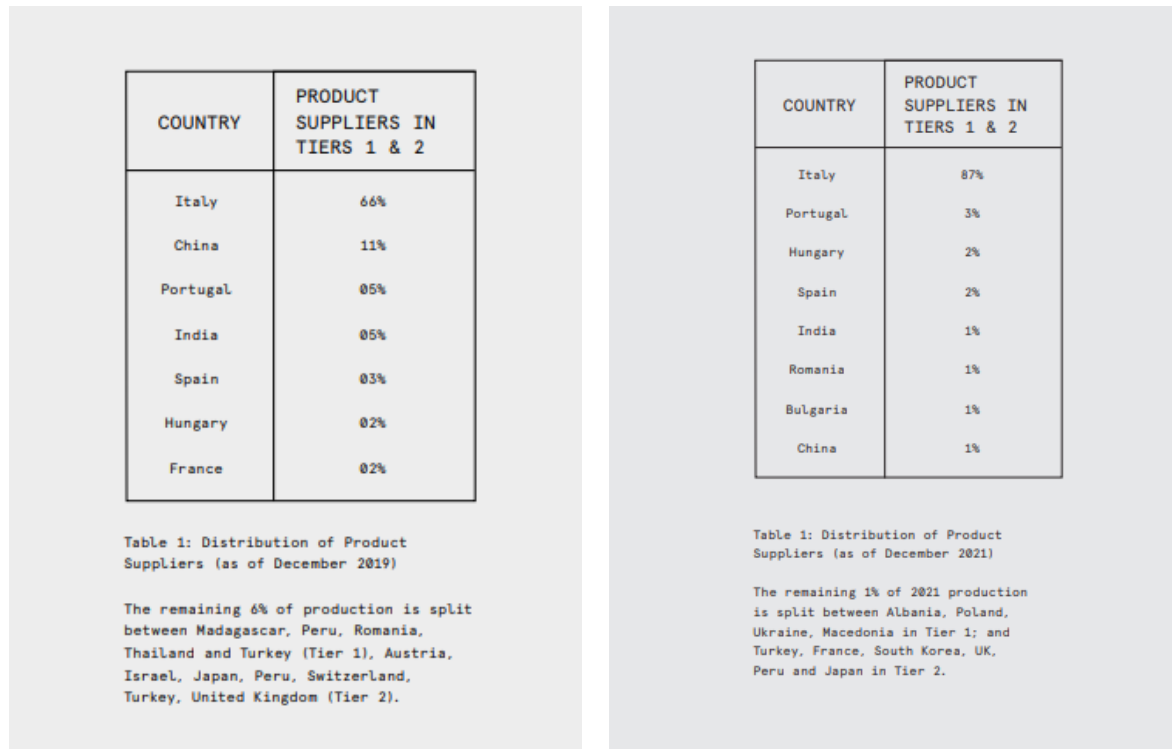 COUNTRY
PRODUCT
SUPPLIERS IN
TIERS 1 & 2
Italy 66%
China 11%
Portugal 05%
India 05%
Spain 03%
Hungary 02%
France 02%
Table 1: Distribution of Product
Suppliers (as of December 2019)
The remaining 6% of production is split
between Madagascar, Peru, Romania,
Thailand and Turkey (Tier 1), Austria,
Israel, Japan, Peru, Switzerland,
Turkey, United Kingdom (Tier 2).
COUNTRY
PRODUCT
SUPPLIERS IN
TIERS 1 & 2
Italy 87%
Portugal 3%
Hungary 2%
Spain 2%
India 1%
Romania 1%
Bulgaria 1%
China 1%
Table 1: Distribution of Product
Suppliers (as of December 2021)
The remaining 1% of 2021 production
is split between Albania, Poland,
Ukraine, Macedonia in Tier 1; and
Turkey, France, South Korea, UK,
Peru and Japan in Tier 2.